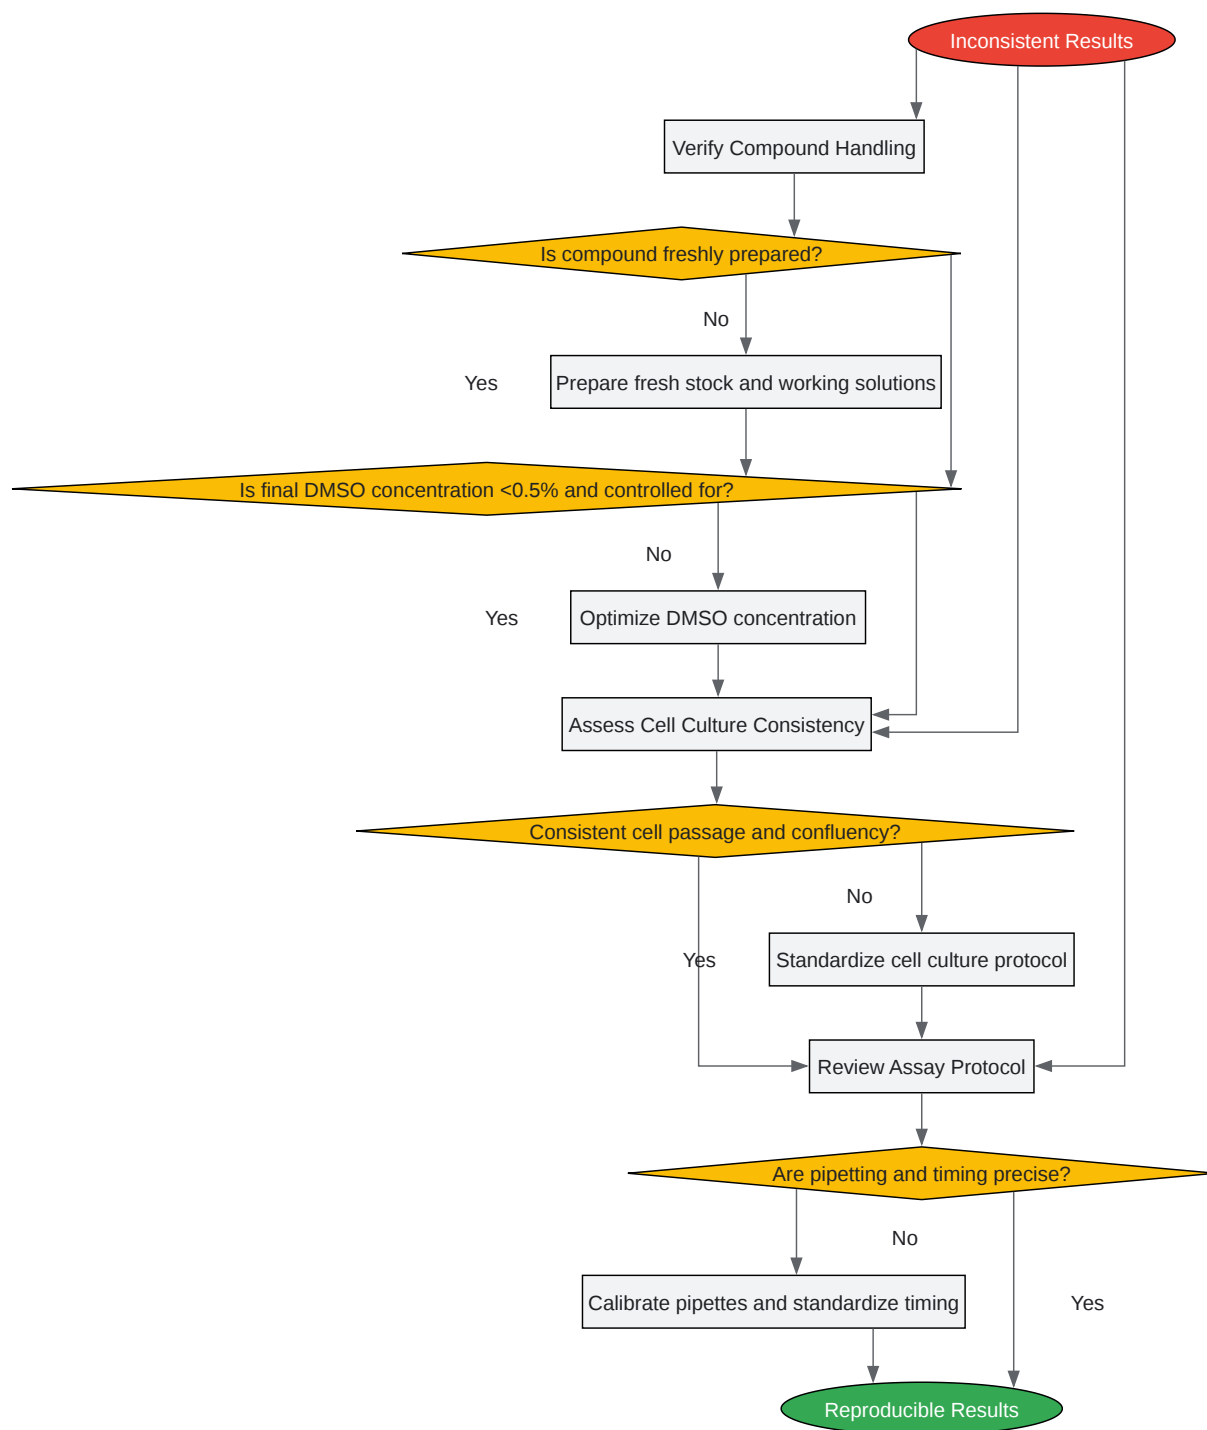 Inconsistent Results
Verify Compound Handling
Is compound freshly prepared?
No
Yes
Prepare fresh stock and working solutions
Is final DMSO concentration <0.5% and controlled for?
No
Yes
Optimize DMSO concentration
Assess Cell Culture Consistency
Consistent cell passage and confluency?
No
Yes
Standardize cell culture protocol
Review Assay Protocol
Are pipetting and timing precise?
No
Calibrate pipettes and standardize timing
Yes
Reproducible Results